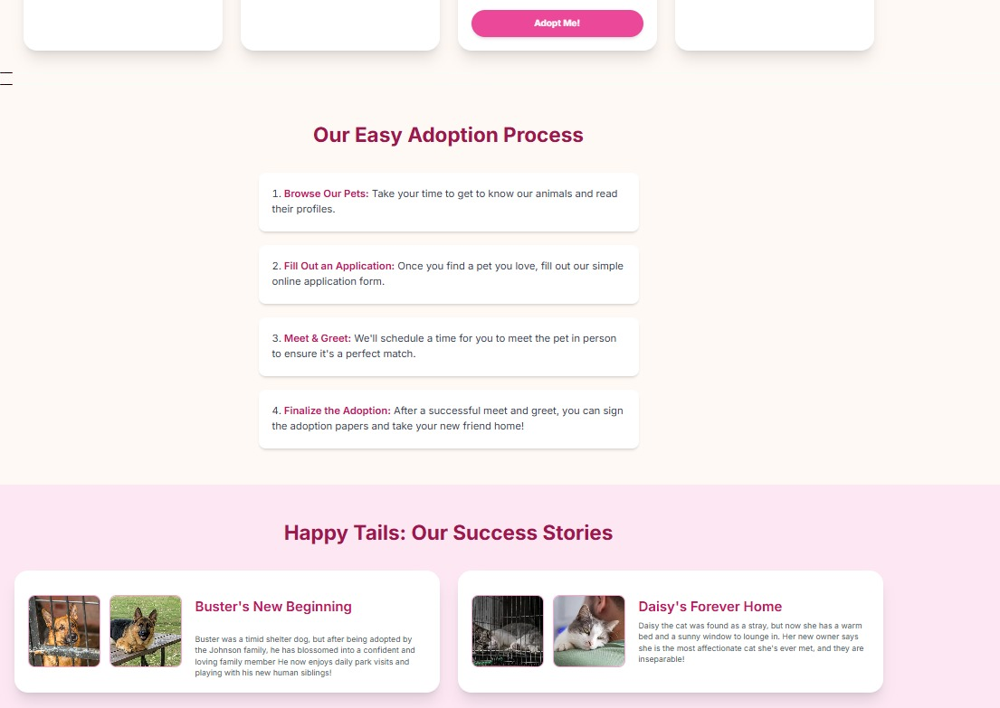 Adopt Me!
Our Easy Adoption Process
1. Browse Our Pets: Take your time to get to know our animals and read
their profiles.
2. Fill Out an Application: Once you find a pet you love, fill out our simple
online application form.
3. Meet & Greet: We'll schedule a time for you to meet the pet in person
to ensure it's a perfect match.
4. Finalize the Adoption: After a successful meet and greet, you can sign
the adoption papers and take your new friend home!
Happy Tails: Our Success Stories
Buster's New Beginning
Buster was a timid shelter dog, but after being adopted by
the Johnson family, he has blossomed into a confident and
loving family member He now enjoys daily park visits and
playing with his new human siblings!
Daisy's Forever Home
Daisy the cat was found as a stray, but now she has a warm
bed and a sunny window to lounge in. Her new owner says
she is the most affectionate cat she's ever met, and they are
inseparable!